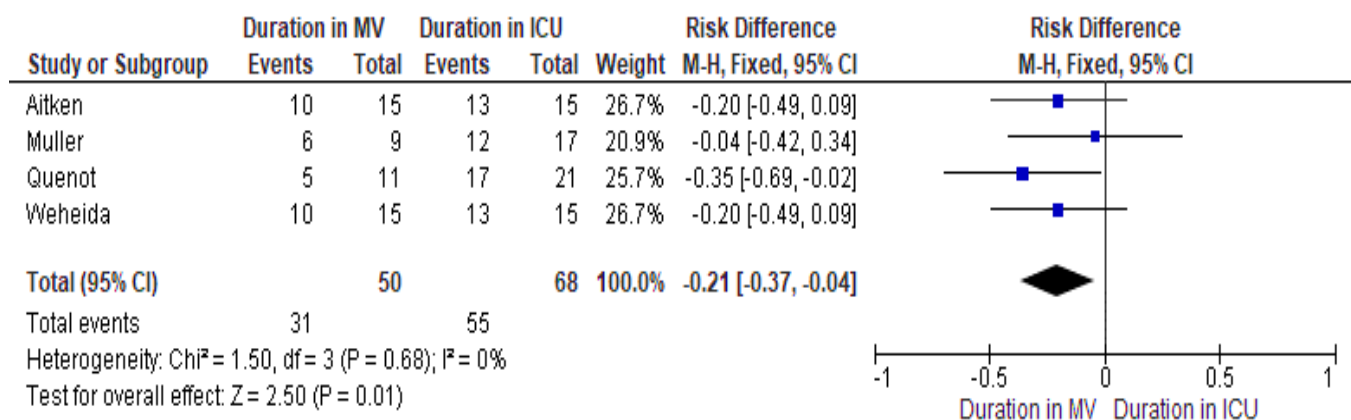 Duration in MV Duration in ICU Risk Difference Risk Difference
Study or Subgroup Events Total Events Total Weight M-H, Fixed, 95% CI M-H, Fixed, 95% CI
Aitken 10 15 13 15 26.7% -0.20 [-0.49, 0.09]
Muller 6 9 12 17 20.9% -0.04 [-0.42, 0.34]
Quenot 5 11 17 21 25.7% -0.35 [-0.69, -0.02]
Weheida 10 15 13 15 26.7% -0.20 [-0.49, 0.09]
Total (95% CI) 50 68 100.0% -0.21 [-0.37, -0.04]
Total events 31 55
Heterogeneity: Chi² = 1.50, df = 3 (P = 0.68); I² = 0%
Test for overall effect: Z = 2.50 (P = 0.01)
-1 -0.5 0 0.5 1
Duration in MV Duration in ICU